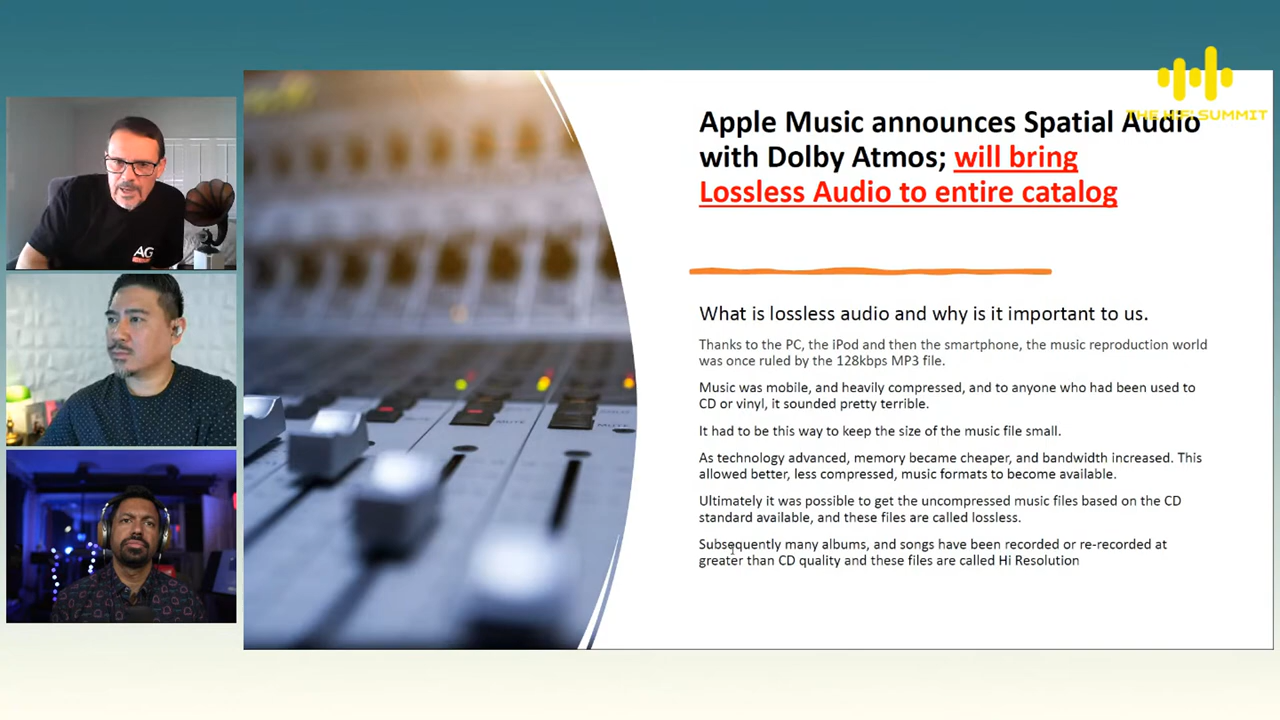 THE HIFI SUMMIT
Apple Music announces Spatial Audio
with Dolby Atmos; will bring
Lossless Audio to entire catalog
What is lossless audio and why is it important to us.
Thanks to the PC, the iPod and then the smartphone, the music reproduction world
was once ruled by the 128kbps MP3 file.
Music was mobile, and heavily compressed, and to anyone who had been used to
CD or vinyl, it sounded pretty terrible.
It had to be this way to keep the size of the music file small.
As technology advanced, memory became cheaper, and bandwidth increased. This
allowed better, less compressed, music formats to become available.
Ultimately it was possible to get the uncompressed music files based on the CD
standard available, and these files are called lossless.
Subsequently many albums, and songs have been recorded or re-recorded at
greater than CD quality and these files are called Hi Resolution
AG
MUTE
MUTE